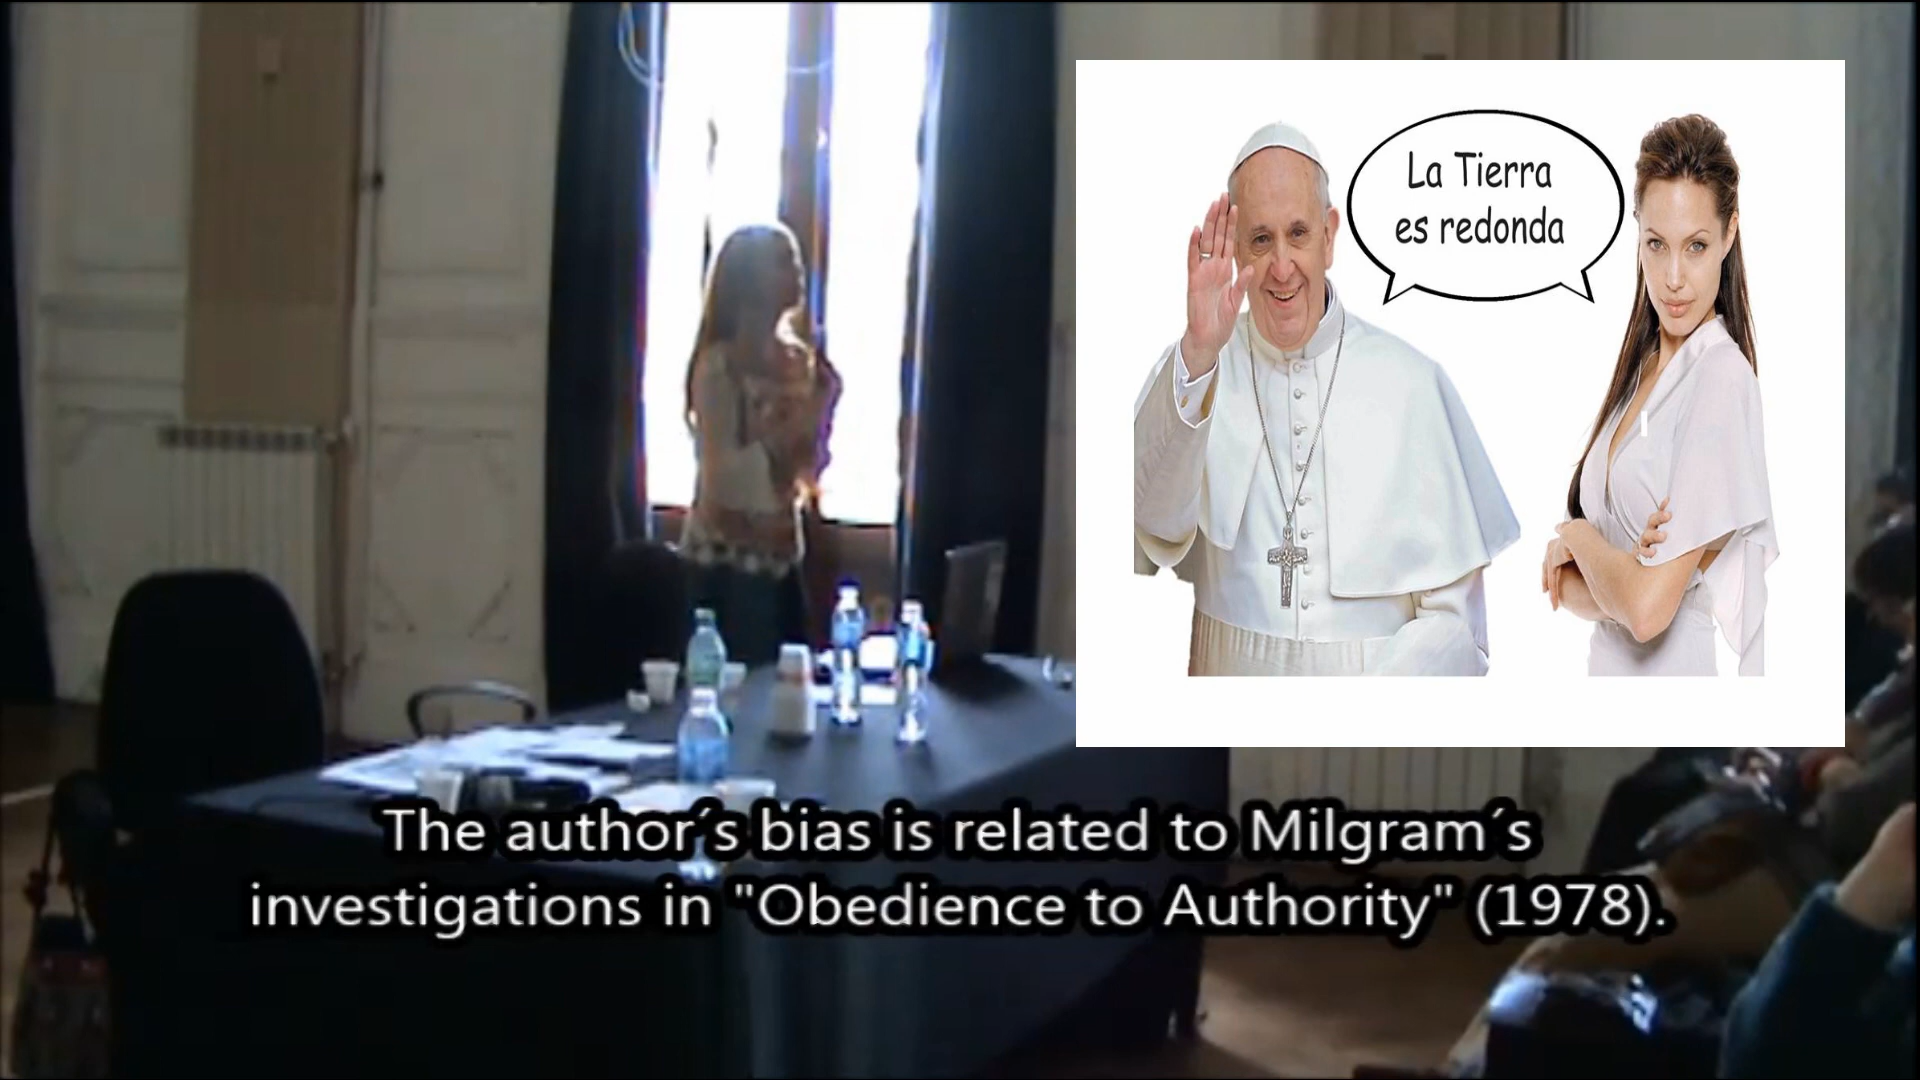 La Tierra
es redonda
The author´s bias is related to Milgram´s
investigations in "Obedience to Authority" (1978).